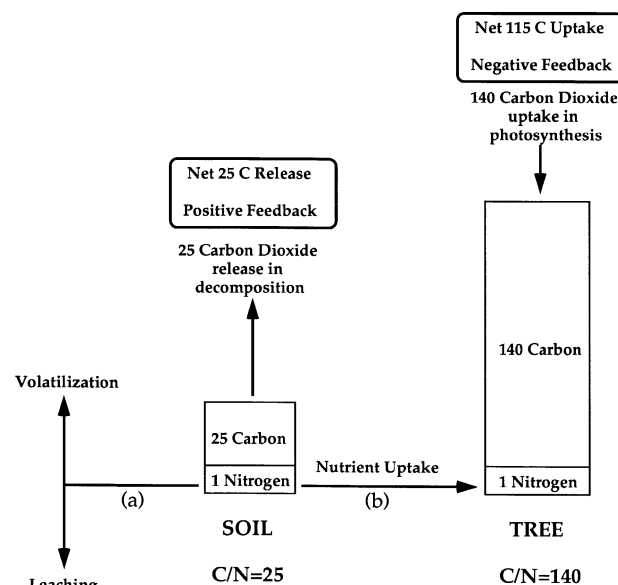 Net 115 C Uptake
Negative Feedback
140 Carbon Dioxide
uptake in
photosynthesis
Net 25 C Release
Positive Feedback
25 Carbon Dioxide
release in
decomposition
140 Carbon
Volatilization
25 Carbon
1 Nitrogen
Nutrient Uptake
1 Nitrogen
(a)
(b)
SOIL
TREE
C/N=25
C/N=140
Leaching